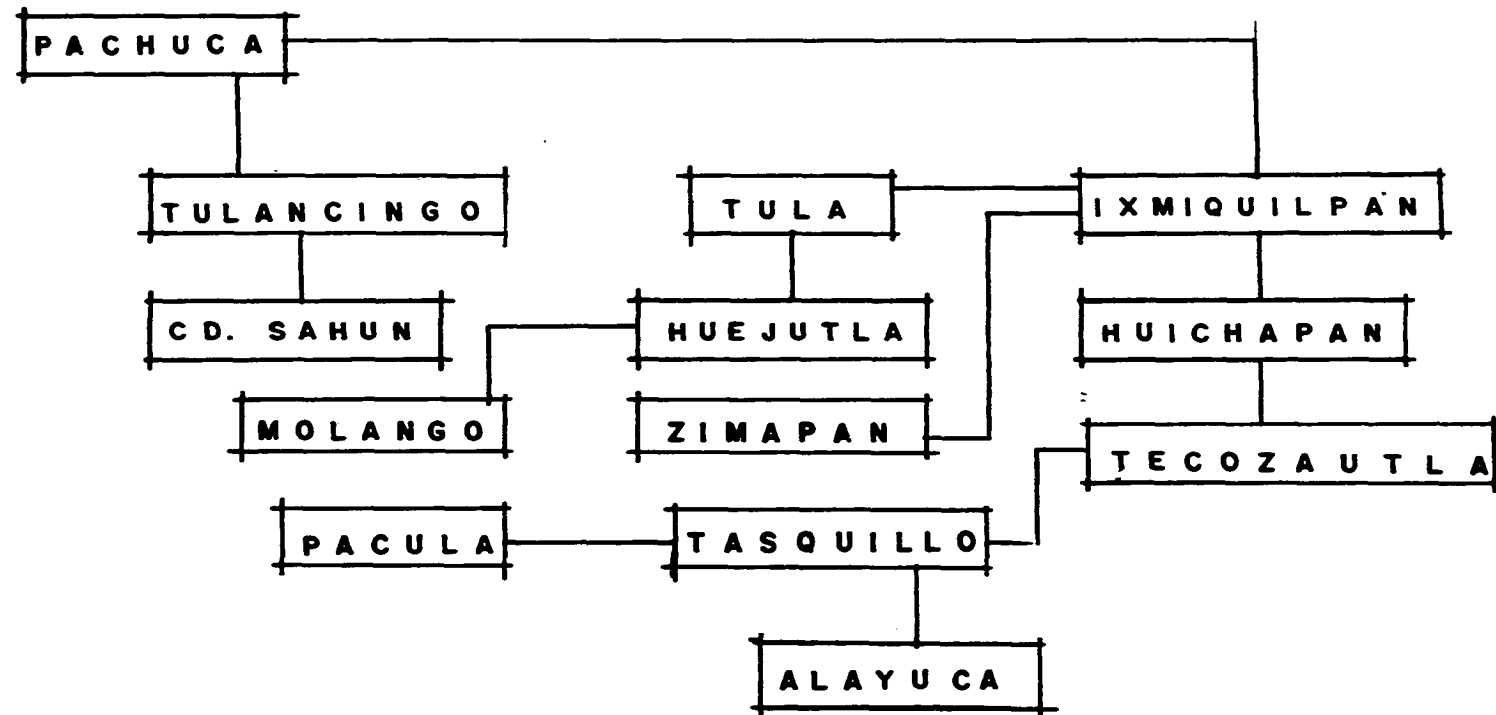 PACHUCA
TULANCINGO
TULA
IXMIQUILPAN
CD. SAHUN
HUEJUTLA
HUICHAPAN
MOLANGO
ZIMAPAN
TECOZAUTLA
PACULA
TASQUILLO
ALAYUCA